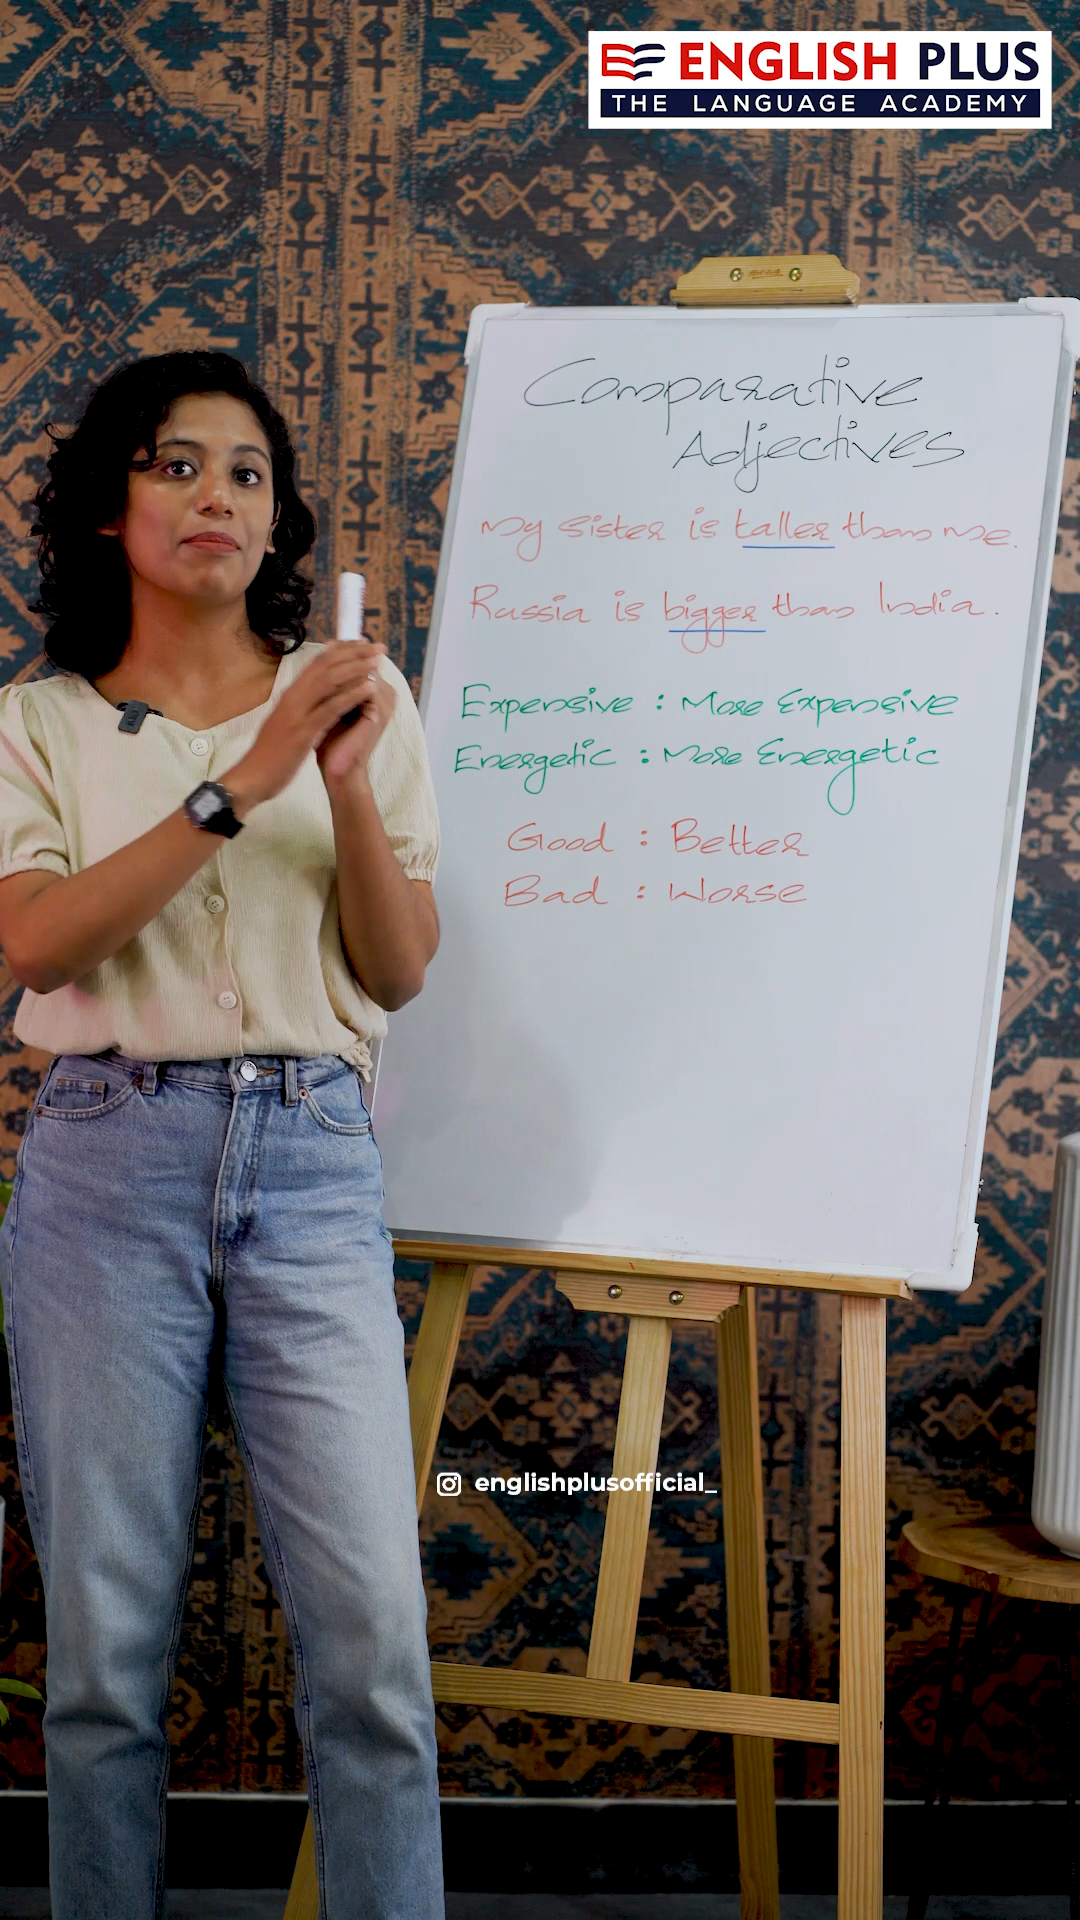 ENGLISH PLUS
THE LANGUAGE ACADEMY
Comparative
Adjectives
My Sister is taller than me.
Russia is bigger than India.
Expensive : More Expensive
Energetic : More Energetic
Good : Better
Bad : Worse
englishplusofficial_